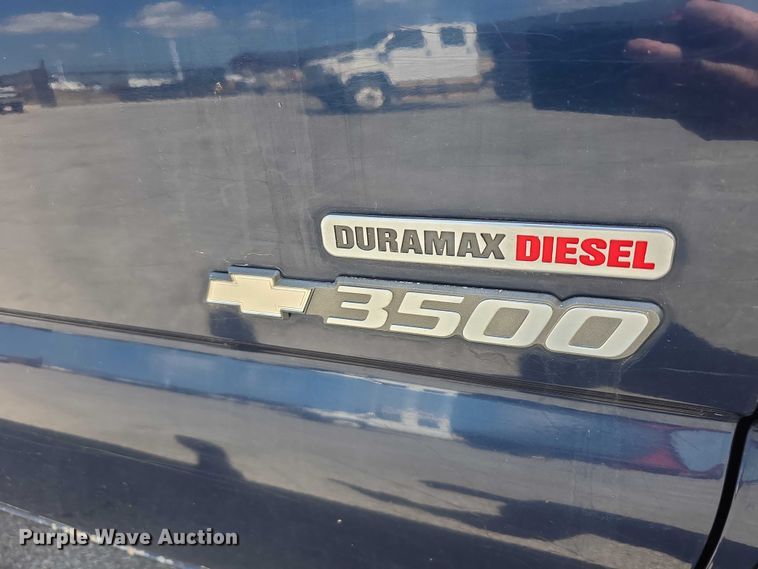 DURAMAX DIESEL
3500
Purple Wave Auction